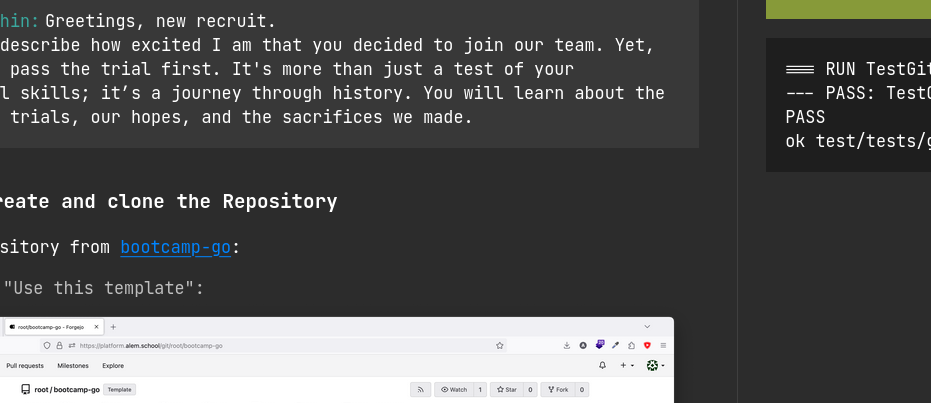 hin: Greetings, new recruit.
describe how excited I am that you decided to join our team. Yet,
pass the trial first. It's more than just a test of your
l skills; it’s a journey through history. You will learn about the
trials, our hopes, and the sacrifices we made.
reate and clone the Repository
sitory from bootcamp-go:
"Use this template":
root/bootcamp-go - Forgejo
https://platform.alem.school/git/root/bootcamp-go
Pull requests Milestones Explore
root / bootcamp-go Template
Watch 1 Star 0 Fork 0
=== RUN TestGit
--- PASS: TestG
PASS
ok test/tests/g